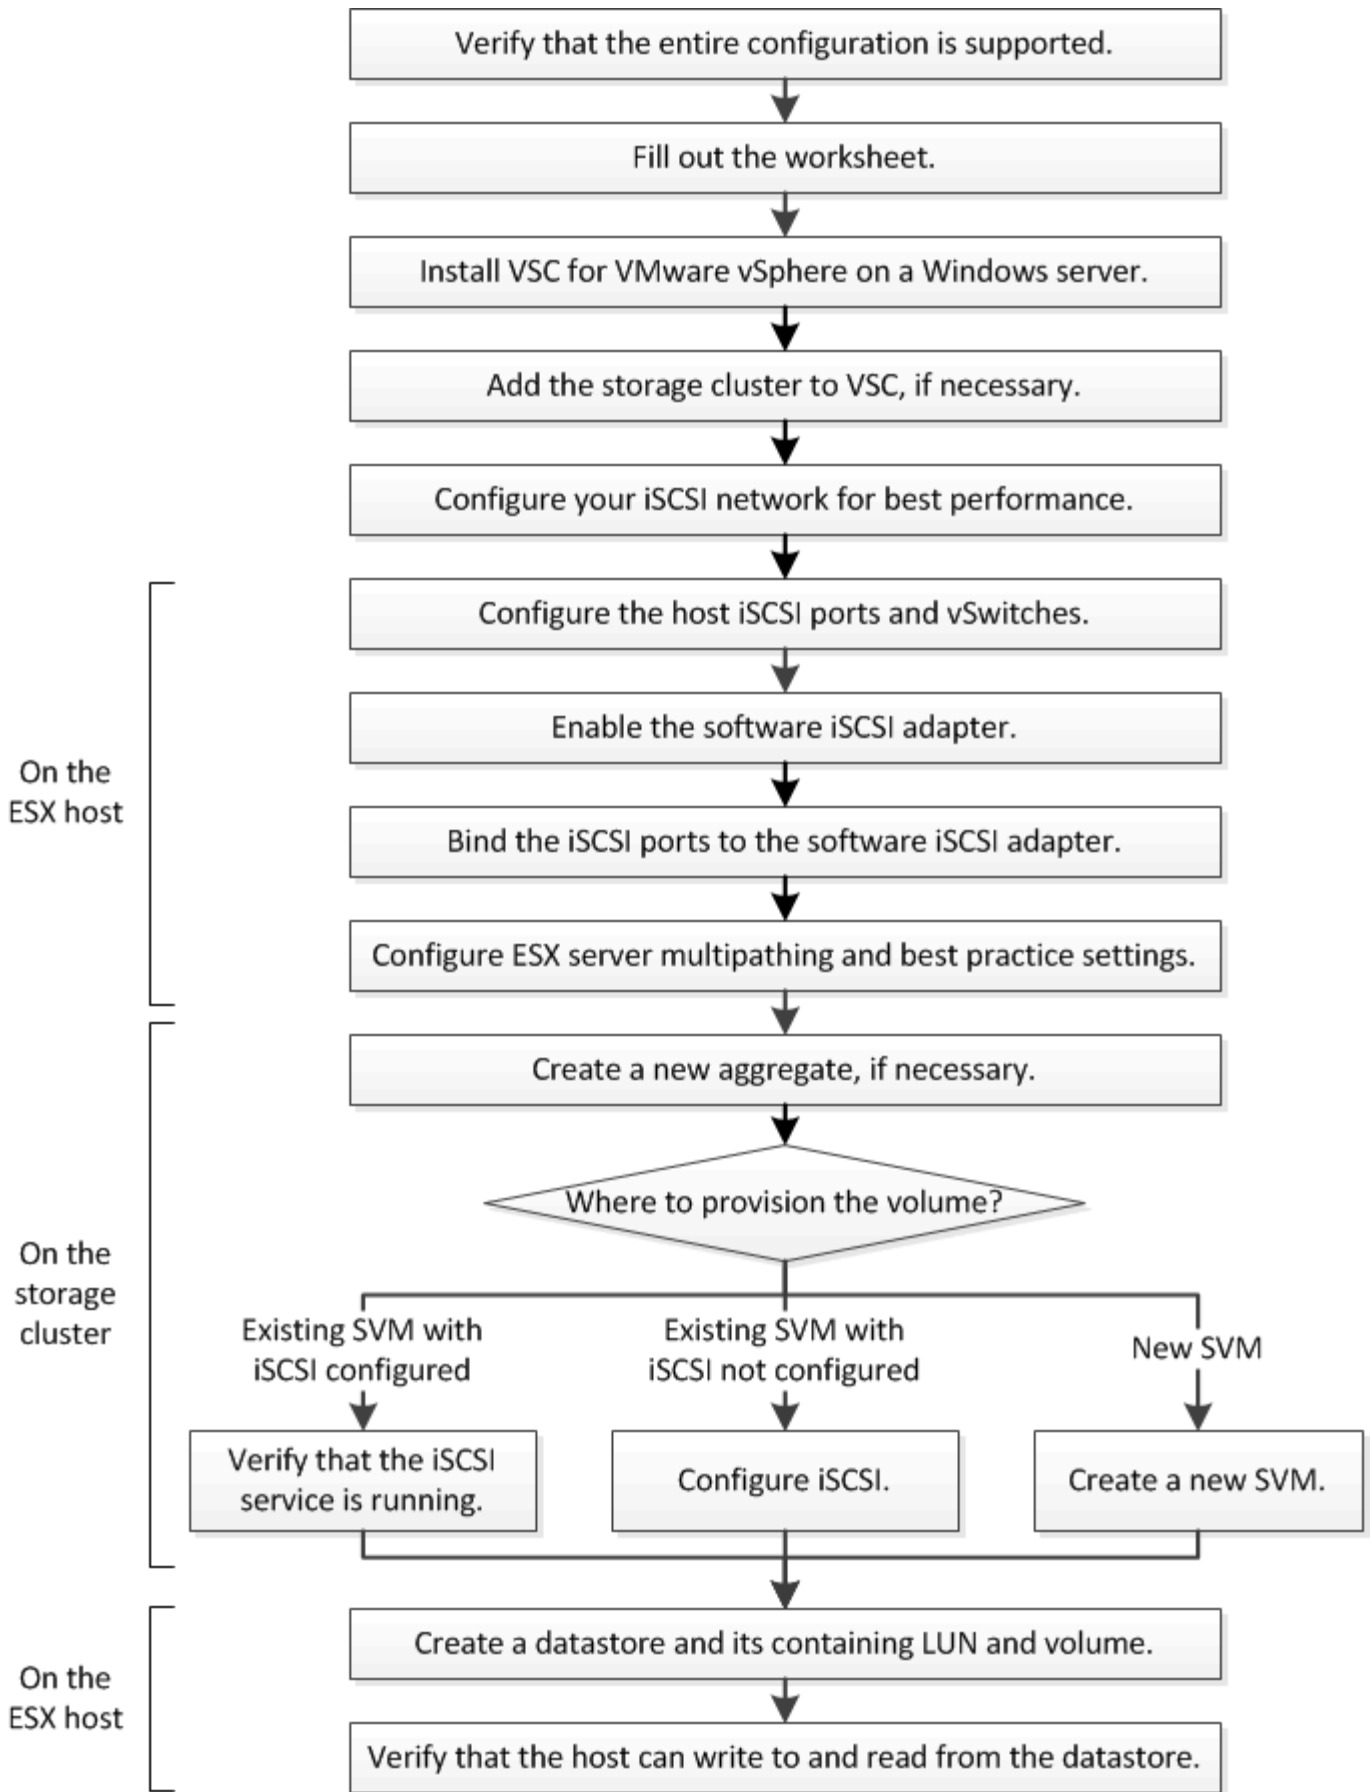 Verify that the entire configuration is supported.
Fill out the worksheet.
Install VSC for VMware vSphere on a Windows server.
Add the storage cluster to VSC, if necessary.
Configure your iSCSI network for best performance.
On the
ESX host
Configure the host iSCSI ports and vSwitches.
Enable the software iSCSI adapter.
Bind the iSCSI ports to the software iSCSI adapter.
Configure ESX server multipathing and best practice settings.
On the
storage
cluster
Create a new aggregate, if necessary.
Where to provision the volume?
Existing SVM with
iSCSI configured
Existing SVM with
iSCSI not configured
New SVM
Verify that the iSCSI
service is running.
Configure iSCSI.
Create a new SVM.
On the
ESX host
Create a datastore and its containing LUN and volume.
Verify that the host can write to and read from the datastore.